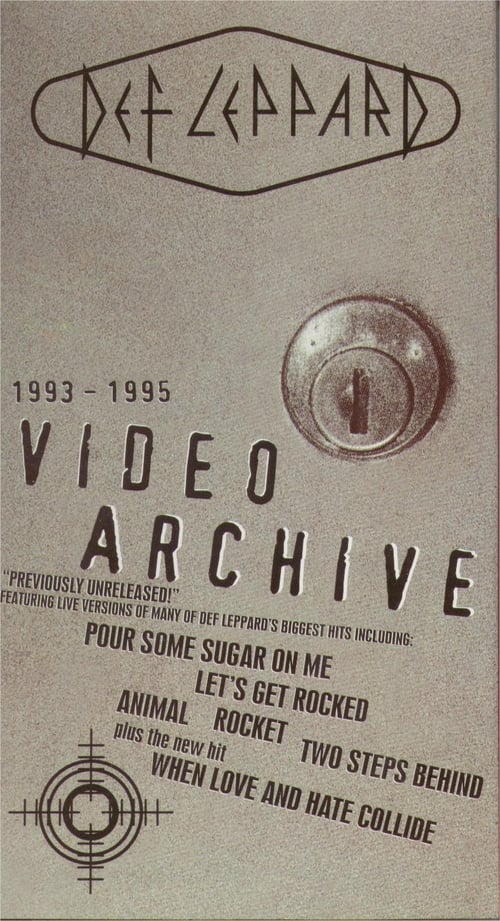 DEF LEPPARD
1993 - 1995
VIDEO
ARCHIVE
"PREVIOUSLY UNRELEASED!"
FEATURING LIVE VERSIONS OF MANY OF DEF LEPPARD'S BIGGEST HITS INCLUDING:
POUR SOME SUGAR ON ME
LET'S GET ROCKED
ANIMAL ROCKET TWO STEPS BEHIND
plus the new hit
WHEN LOVE AND HATE COLLIDE